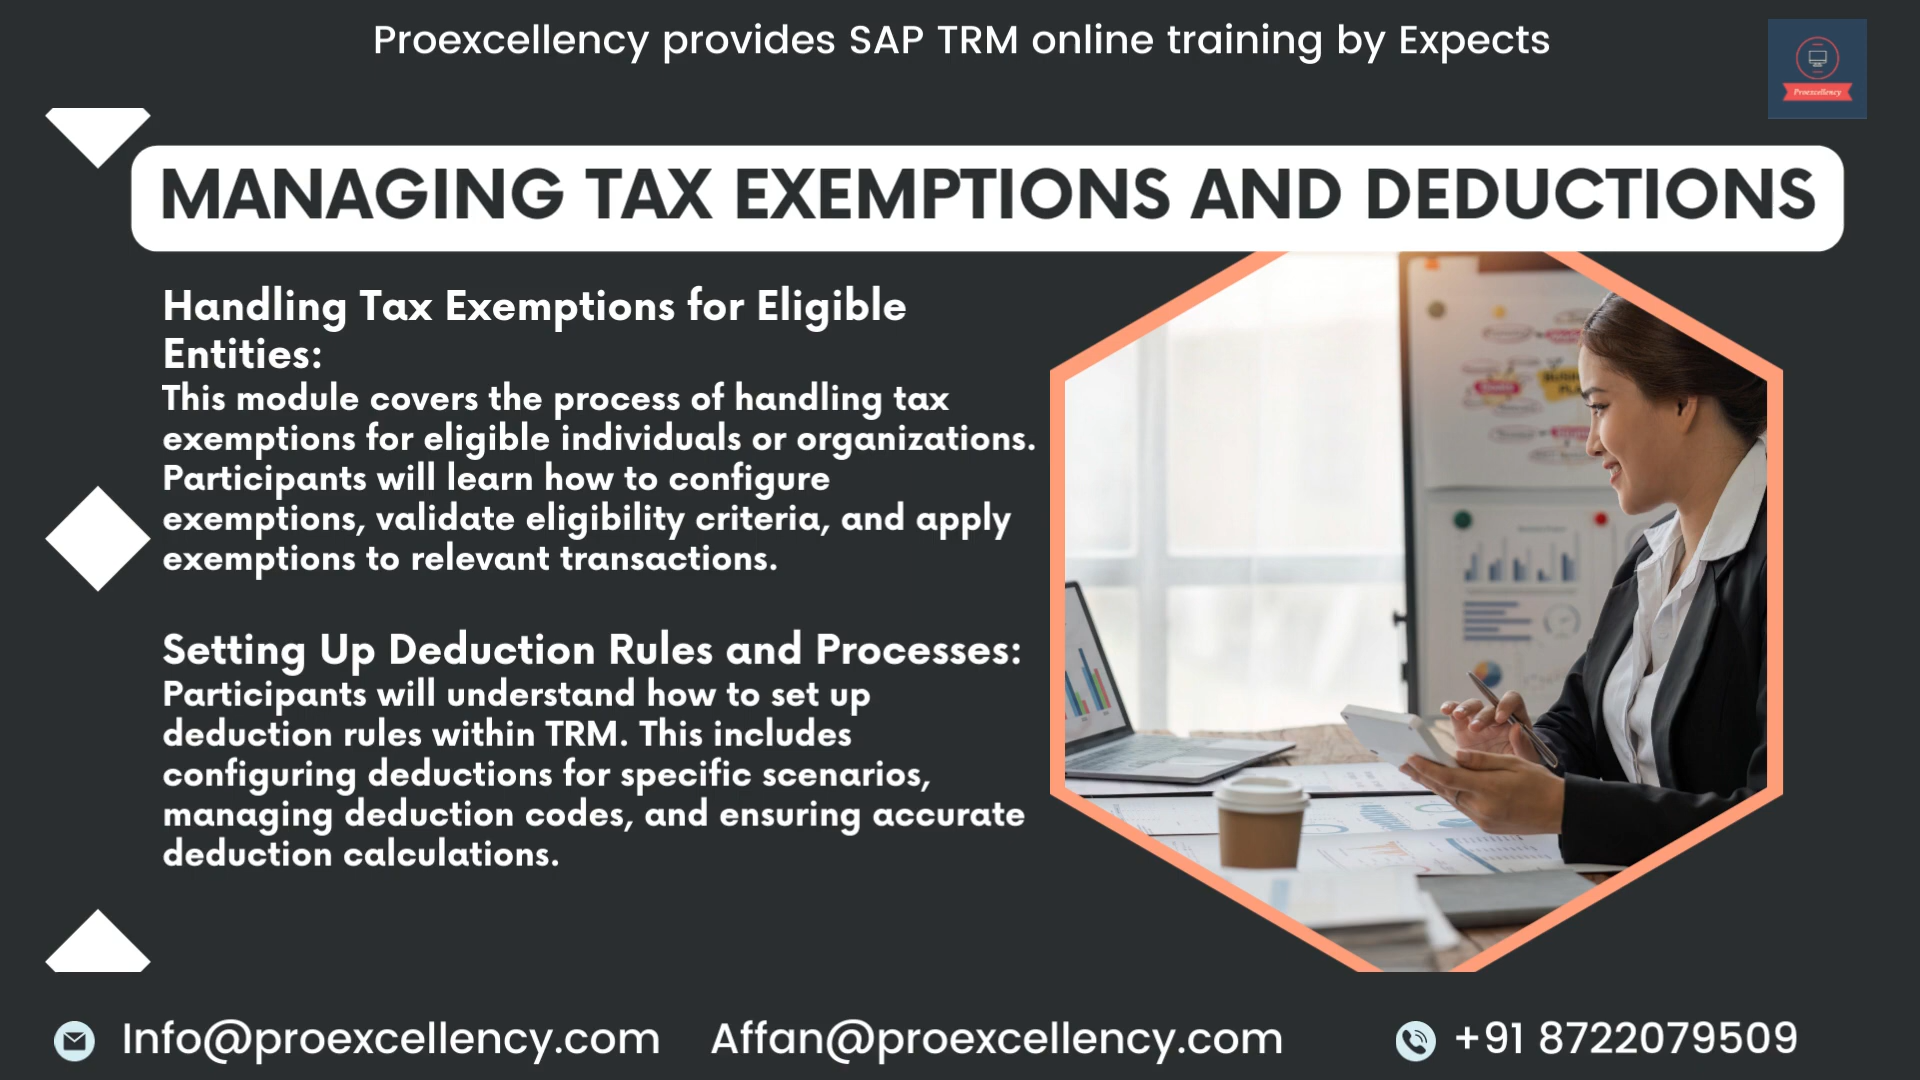 Proexcellency provides SAP TRM online training by Expects
Proexcellency
MANAGING TAX EXEMPTIONS AND DEDUCTIONS
Handling Tax Exemptions for Eligible
Entities:
This module covers the process of handling tax
exemptions for eligible individuals or organizations.
Participants will learn how to configure
exemptions, validate eligibility criteria, and apply
exemptions to relevant transactions.
Setting Up Deduction Rules and Processes:
Participants will understand how to set up
deduction rules within TRM. This includes
configuring deductions for specific scenarios,
managing deduction codes, and ensuring accurate
deduction calculations.
Info@proexcellency.com
Affan@proexcellency.com
+91 8722079509